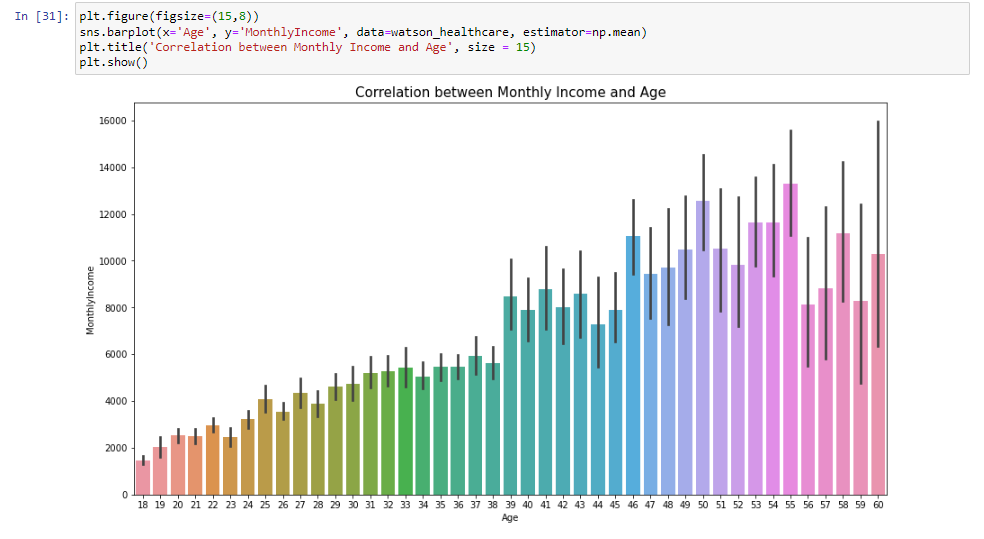 In [31]: plt.figure(figsize=(15,8))
sns.barplot(x='Age', y='MonthlyIncome', data=watson_healthcare, estimator=np.mean)
plt.title('Correlation between Monthly Income and Age', size = 15)
plt.show()
Correlation between Monthly Income and Age
16000
14000
12000
10000
8000
6000
4000
2000
0
MonthlyIncome
18 19 20 21 22 23 24 25 26 27 28 29 30 31 32 33 34 35 36 37 38 39 40 41 42 43 44 45 46 47 48 49 50 51 52 53 54 55 56 57 58 59 60
Age